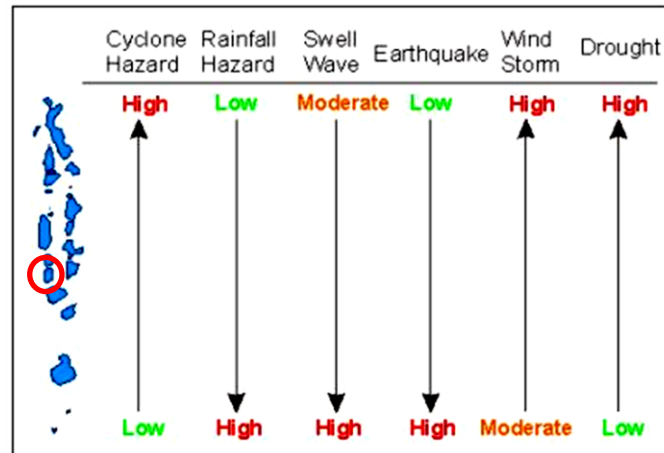 Cyclone Hazard
Rainfall Hazard
Swell Wave
Earthquake
Wind Storm
Drought
High Low Moderate Low High High
Low High High High Moderate Low